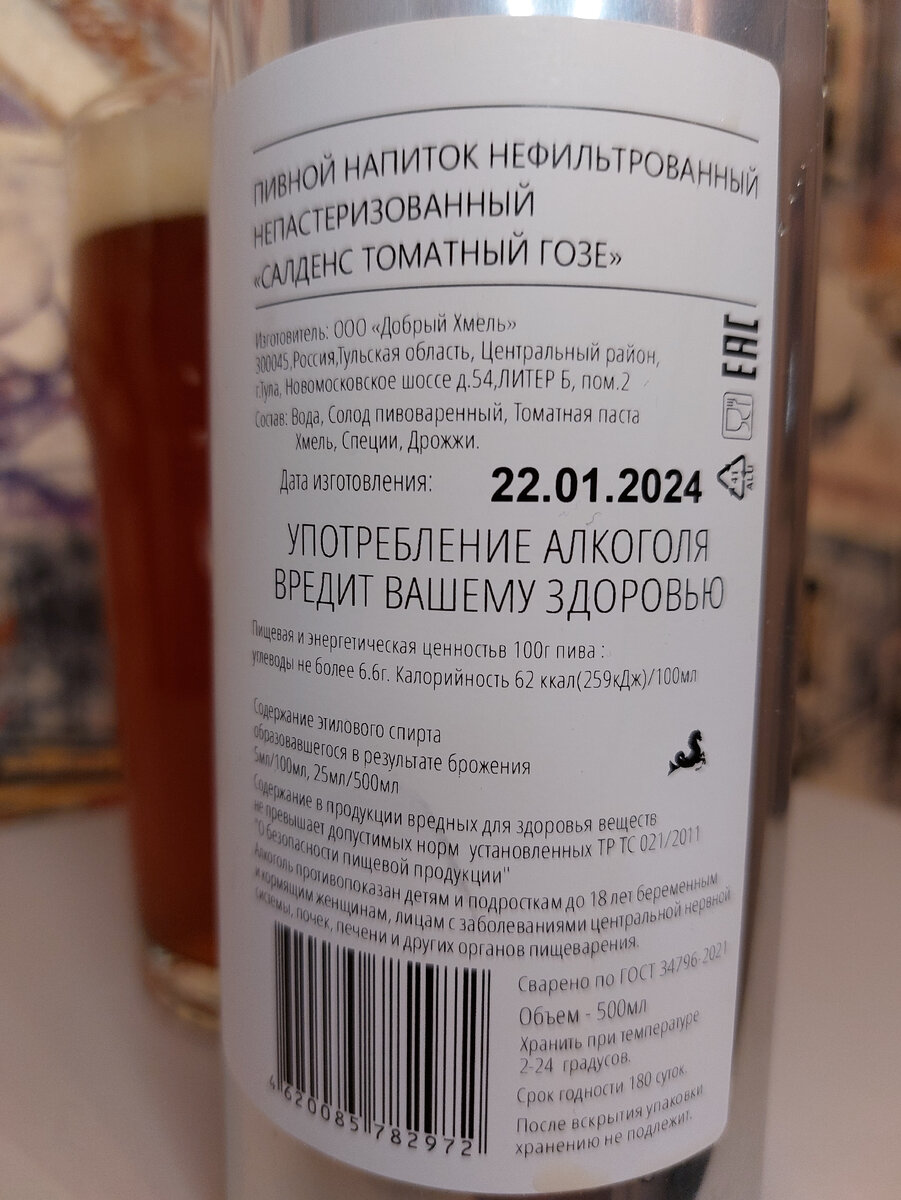 ПИВНОЙ НАПИТОК НЕФИЛЬТРОВАННЫЙ
НЕПАСТЕРИЗОВАННЫЙ
«САЛДЕНС ТОМАТНЫЙ ГОЗЕ»
Изготовитель: ООО «Добрый Хмель»
300045,Россия,Тульская область, Центральный район,
г.Тула, Новомосковское шоссе д.54,ЛИТЕР Б, пом.2
EAC
Состав: Вода, Солод пивоваренный, Томатная паста
Хмель, Специи, Дрожжи.
Дата изготовления: 22.01.2024
41
ALU
УПОТРЕБЛЕНИЕ АЛКОГОЛЯ
ВРЕДИТ ВАШЕМУ ЗДОРОВЬЮ
Пищевая и энергетическая ценностьв 100г пива :
углеводы не более 6.6г. Калорийность 62 ккал(259кДж)/100мл
Содержание этилового спирта
образовавшегося в результате брожения
5мл/100мл, 25мл/500мл
Содержание в продукции вредных для здоровья веществ
не превышает допустимых норм установленных ТР ТС 021/2011
"О безопасности пищевой продукции"
Алкоголь противопоказан детям и подросткам до 18 лет беременным
и кормящим женщинам, лицам с заболеваниями центральной нервной
системы, почек, печени и других органов пищеварения.
Сварено по ГОСТ 34796-2021
Объем - 500мл
Хранить при температуре
2-24 градусов.
Срок годности 180 суток.
После вскрытия упаковки
хранению не подлежит.
4620085782972